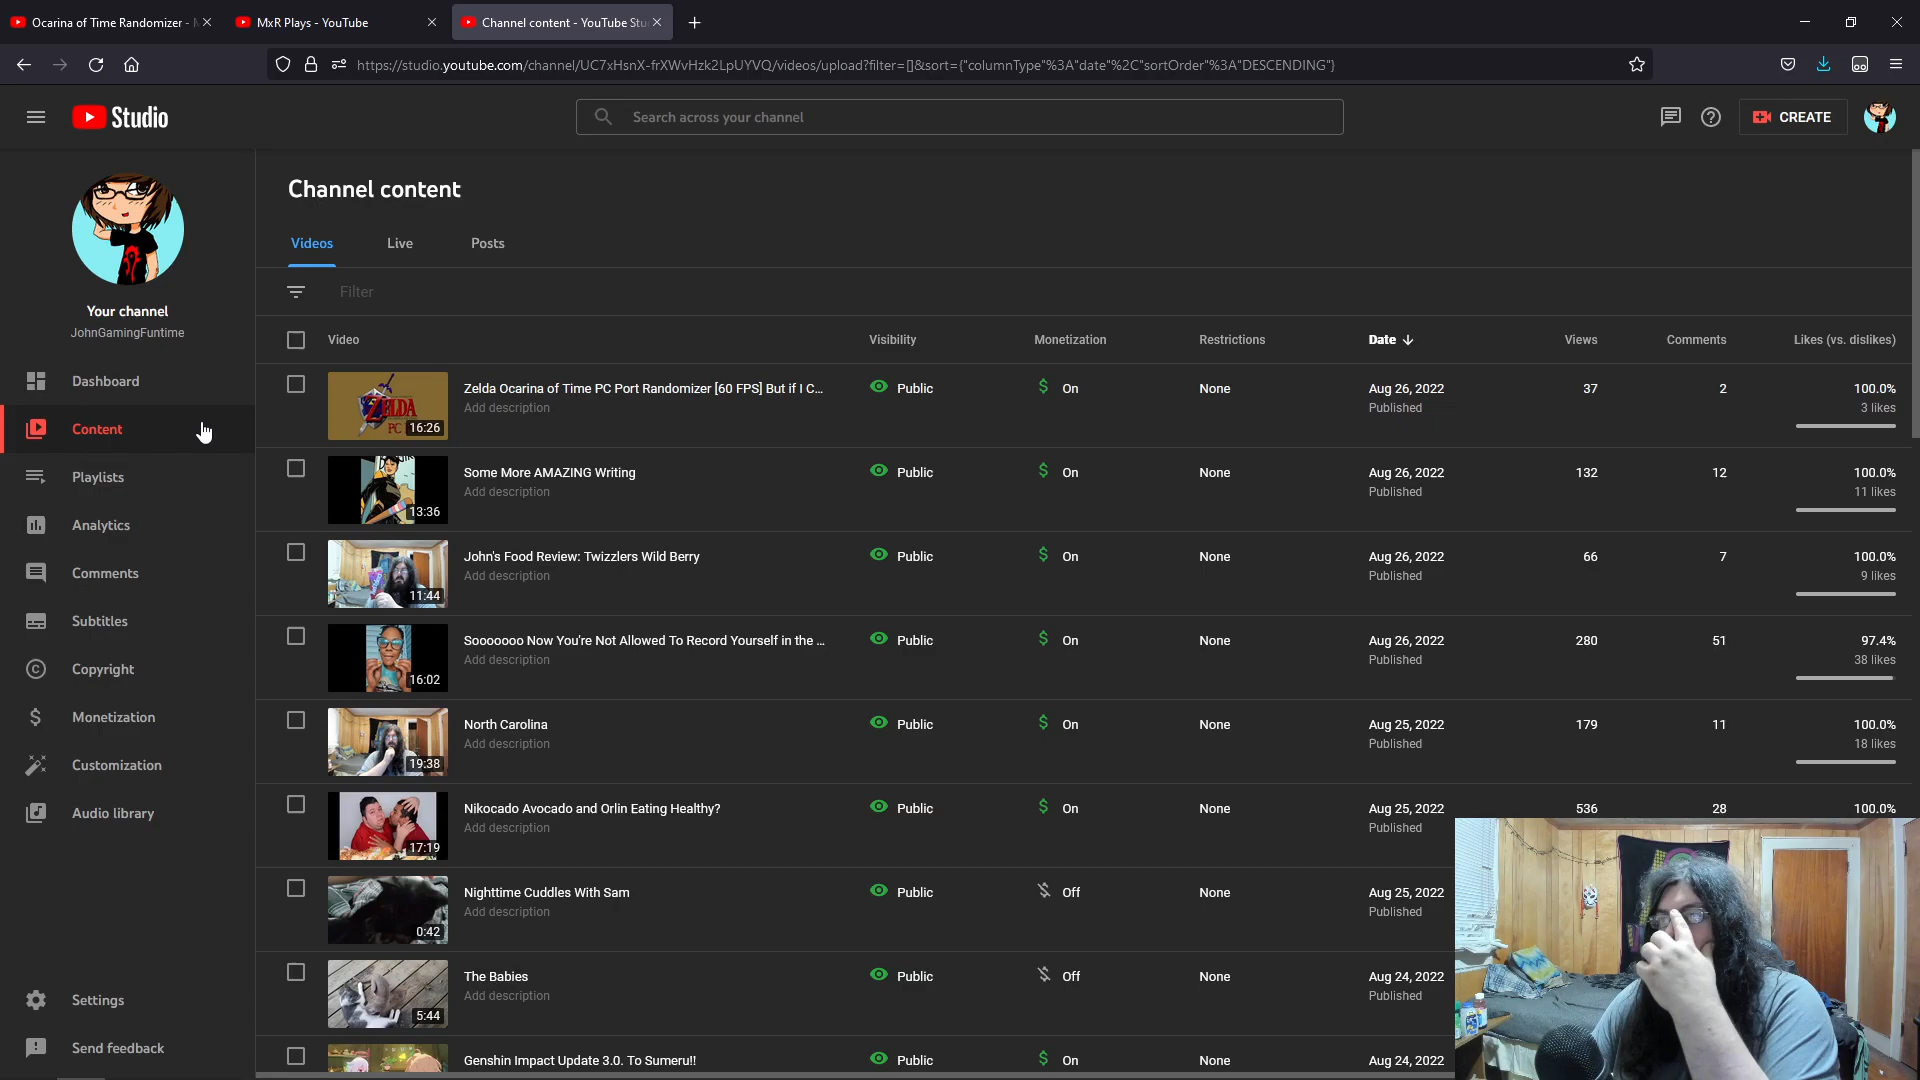 Ocarina of Time Randomizer -
MxR Plays - YouTube
Channel content - YouTube Stu
https://studio.youtube.com/channel/UC7xHsnX-frXWvHzk2LpUYVQ/videos/upload?filter=[]&sort={"columnType"%3A"date"%2C"sortOrder"%3A"DESCENDING"}
Studio
Search across your channel
CREATE
Your channel
JohnGamingFuntime
Dashboard
Content
Playlists
Analytics
Comments
Subtitles
Copyright
Monetization
Customization
Audio library
Settings
Send feedback
Channel content
Videos Live Posts
Filter
Video Visibility Monetization Restrictions Date Views Comments Likes (vs. dislikes)
Zelda Ocarina of Time PC Port Randomizer [60 FPS] But if I C... Public On None Aug 26, 2022 37 2 100.0%
Add description Published 3 likes
ZELDA
PC
16:26
Some More AMAZING Writing Public On None Aug 26, 2022 132 12 100.0%
Add description Published 11 likes
13:36
John's Food Review: Twizzlers Wild Berry Public On None Aug 26, 2022 66 7 100.0%
Add description Published 9 likes
11:44
Sooooooo Now You're Not Allowed To Record Yourself in the ... Public On None Aug 26, 2022 280 51 97.4%
Add description Published 38 likes
16:02
North Carolina Public On None Aug 25, 2022 179 11 100.0%
Add description Published 18 likes
19:38
Nikocado Avocado and Orlin Eating Healthy? Public On None Aug 25, 2022 536 28 100.0%
Add description Published
17:19
Nighttime Cuddles With Sam Public Off None Aug 25, 2022
Add description Published
0:42
The Babies Public Off None Aug 24, 2022
Add description Published
5:44
Genshin Impact Update 3.0. To Sumeru!! Public On None Aug 24, 2022